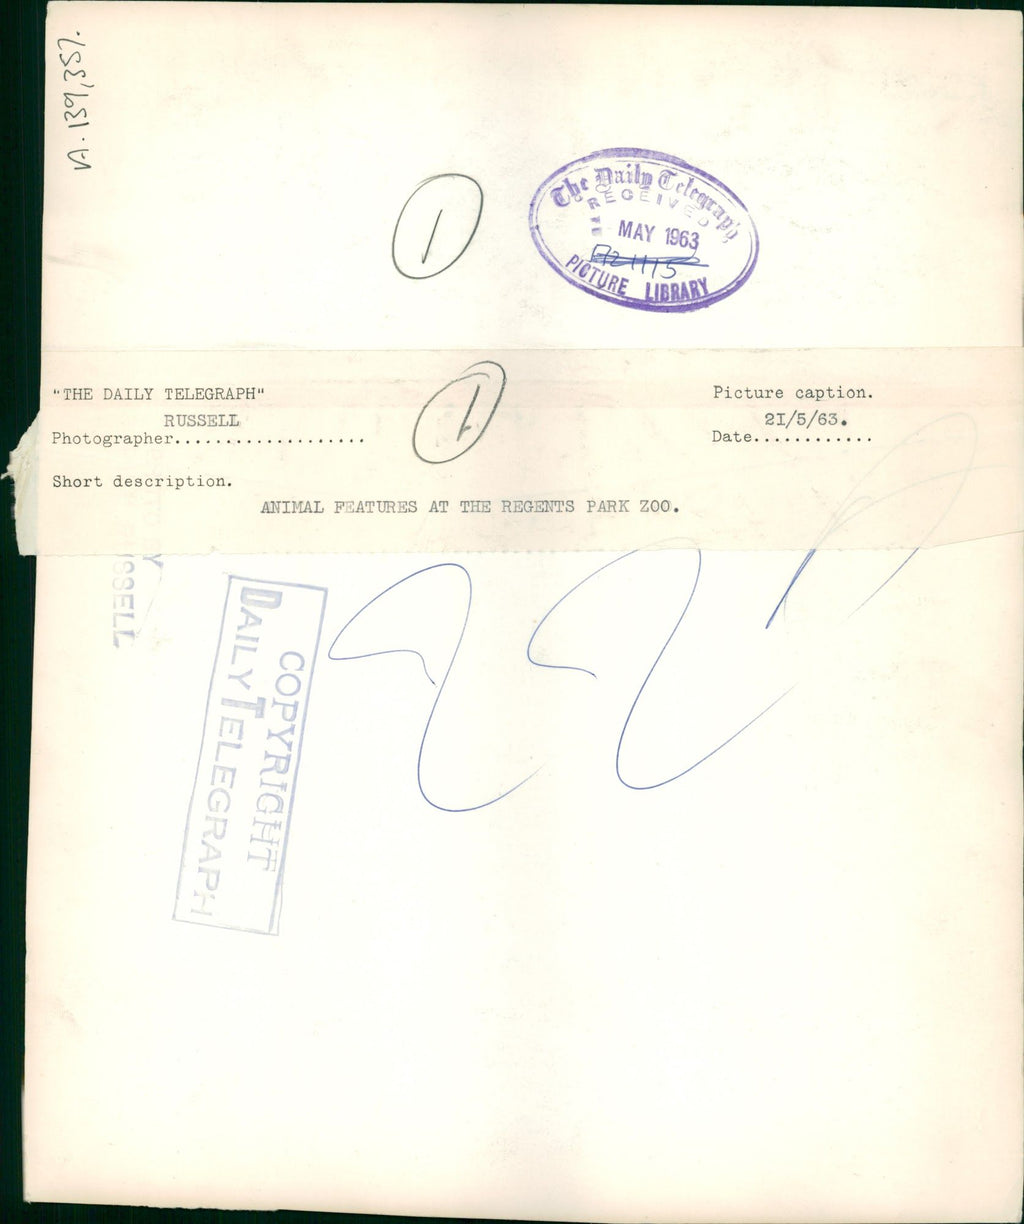 A.139,357.
1
The Daily Telegraph
RECEIVED
MAY 1963
PICTURE LIBRARY
"THE DAILY TELEGRAPH"
Picture caption.
RUSSELL
Photographer...................
1
21/5/63.
Date............
Short description.
ANIMAL FEATURES AT THE REGENTS PARK ZOO.
COPYRIGHT
DAILY TELEGRAPH